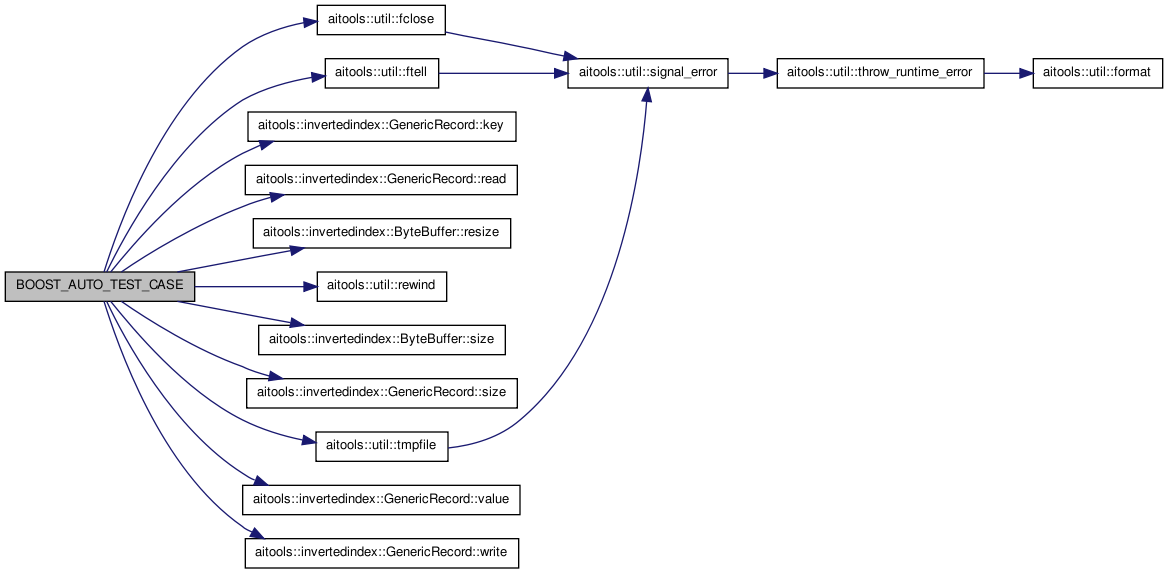 aitools::util::fclose
aitools::util::ftell
aitools::util::signal_error
aitools::util::throw_runtime_error
aitools::util::format
aitools::invertedindex::GenericRecord::key
aitools::invertedindex::GenericRecord::read
aitools::invertedindex::ByteBuffer::resize
BOOST_AUTO_TEST_CASE
aitools::util::rewind
aitools::invertedindex::ByteBuffer::size
aitools::invertedindex::GenericRecord::size
aitools::util::tmpfile
aitools::invertedindex::GenericRecord::value
aitools::invertedindex::GenericRecord::write